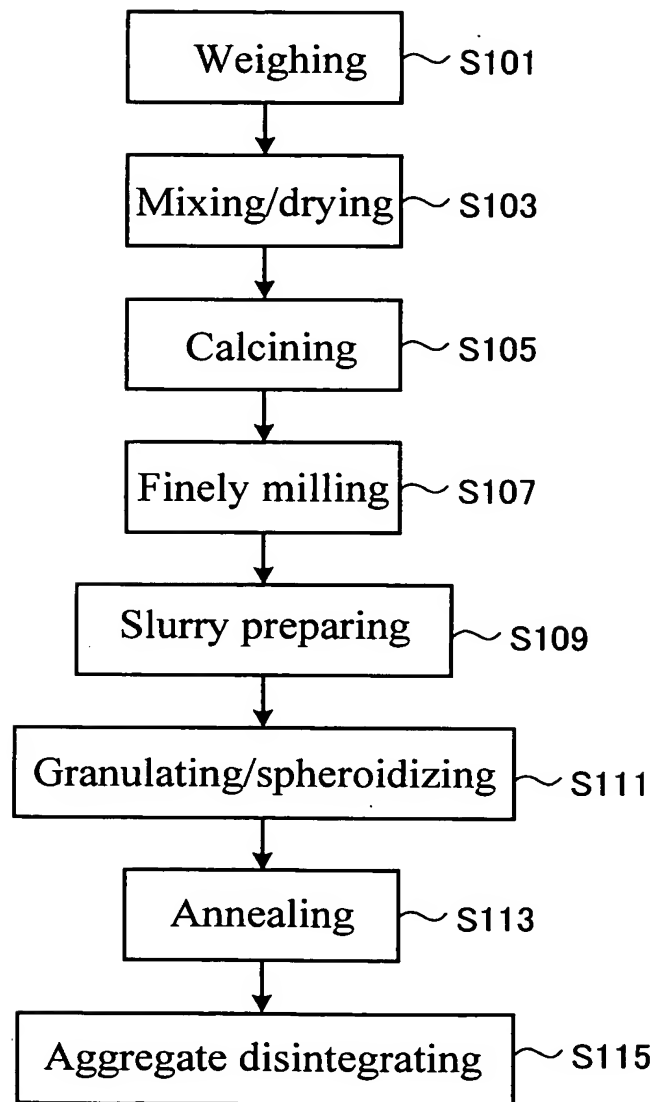 Weighing S101
Mixing/drying S103
Calcining S105
Finely milling S107
Slurry preparing S109
Granulating/spheroidizing S111
Annealing S113
Aggregate disintegrating S115